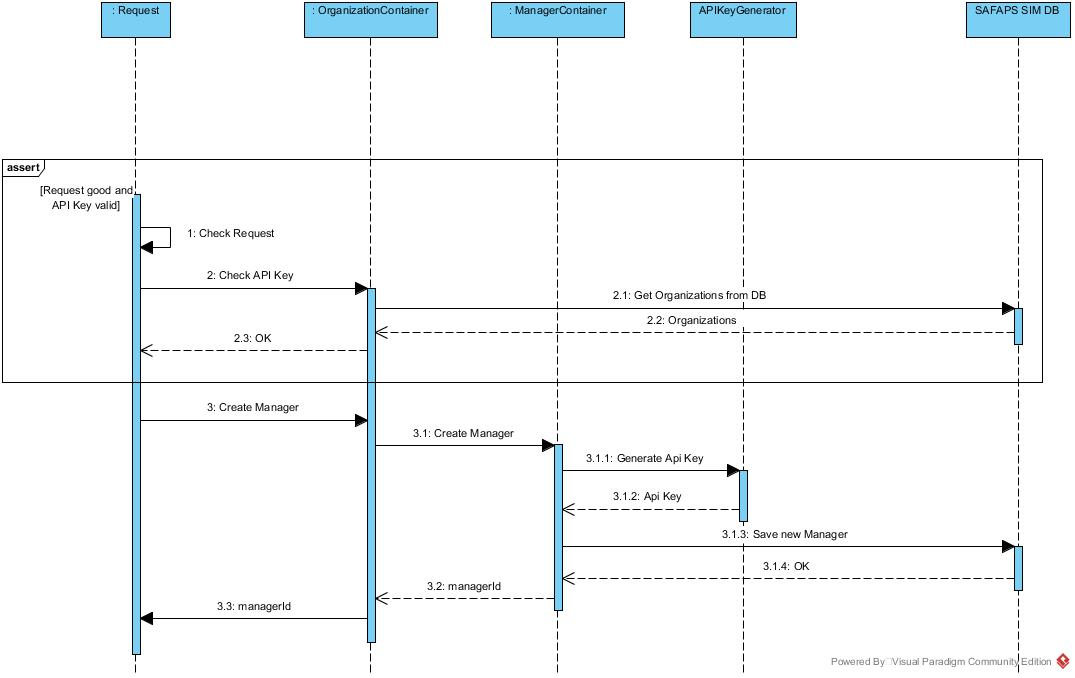 : Request
: OrganizationContainer
: ManagerContainer
APIKeyGenerator
SAFAPS SIM DB
assert
[Request good and
API Key valid]
1: Check Request
2: Check API Key
2.1: Get Organizations from DB
2.2: Organizations
2.3: OK
3: Create Manager
3.1: Create Manager
3.1.1: Generate Api Key
3.1.2: Api Key
3.1.3: Save new Manager
3.1.4: OK
3.2: managerId
3.3: managerId
Powered By Visual Paradigm Community Edition